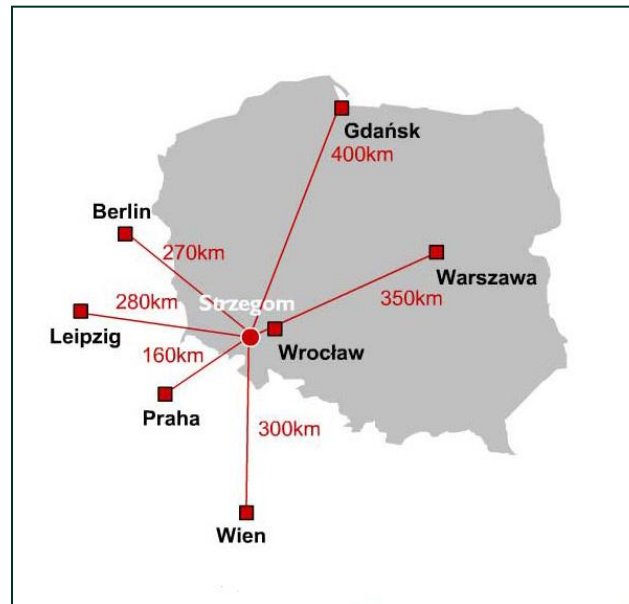 Gdańsk
400km
Berlin
270km
Warszawa
350km
Strzegom
280km
Leipzig
Wrocław
160km
Praha
300km
Wien